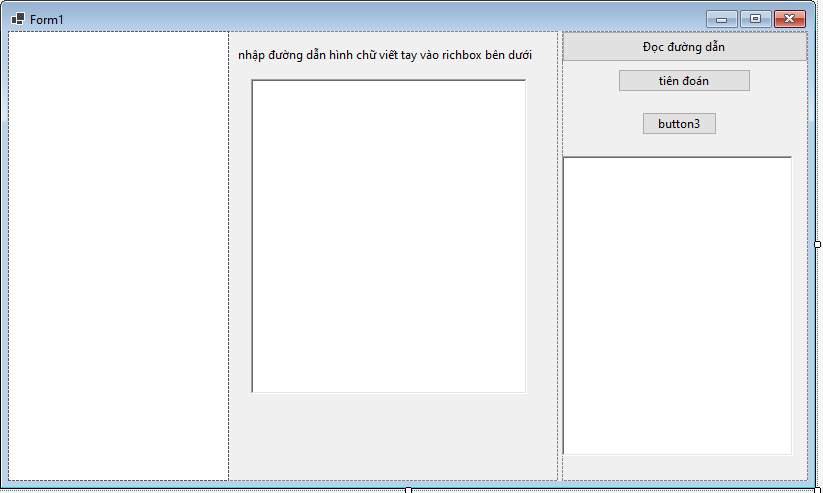 Form1
nhập đường dẫn hình chữ viết tay vào richbox bên dưới
Đọc đường dẫn
tiên đoán
button3